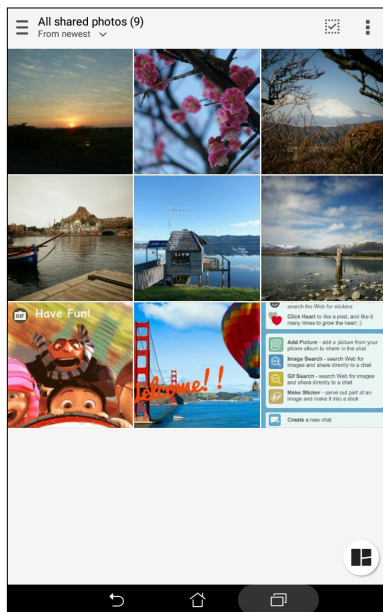 All shared photos (9)
From newest
GIF
Have Fun!
Welcome!!
search the Web for stickers
Click Heart to like a post, and like it
many times to grow the heart :)
Add Picture - add a picture from your
phone album to share to the chat
Image Search - search Web for
images and share directly to a chat
Gif Search - search Web for images
and share directly to a chat
Make Sticker - carve out part of an
image and make it into a stick
Create a new chat